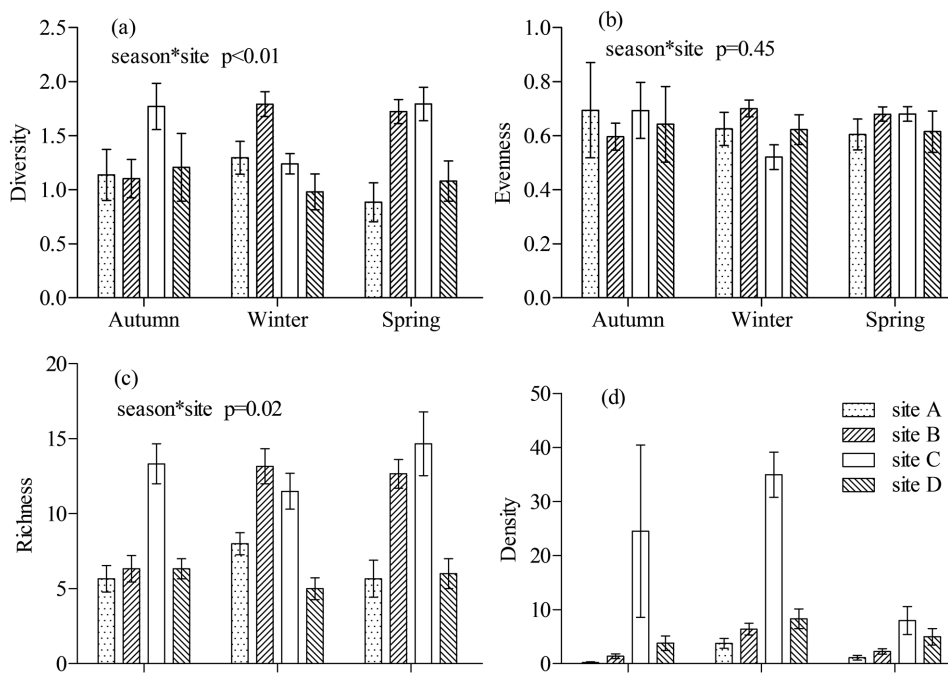 (a)
season*site p<0.01
Diversity
2.5
2.0
1.5
1.0
0.5
0.0
Autumn Winter Spring
(b)
season*site p=0.45
Evenness
1.0
0.8
0.6
0.4
0.2
0.0
Autumn Winter Spring
(c)
season*site p=0.02
Richness
20
15
10
5
0
(d)
Density
50
40
30
20
10
0
site A
site B
site C
site D